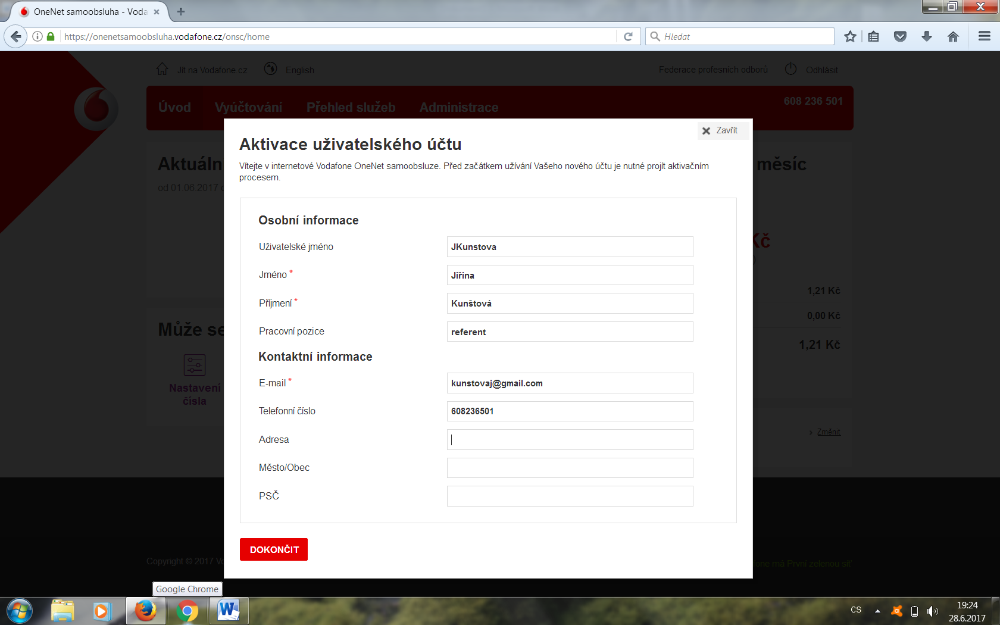 OneNet samoobsluha - Voda
https://onenetsamoobsluha.vodafone.cz/onsc/home
Hledat
Jít na Vodafone.cz
English
Federace profesních odborů
Odhlásit
Úvod
Vyúčtování
Přehled služeb
Administrace
608 236 501
Zavřít
Aktivace uživatelského účtu
Vítejte v internetové Vodafone OneNet samoobsluze. Před začátkem užívání Vašeho nového účtu je nutné projít aktivačním
procesem.
Aktuáln
měsíc
od 01.06.2017
Osobní informace
Uživatelské jméno
JKunstova
Jméno *
Jiřina
Příjmení *
Kunštová
Pracovní pozice
referent
Kontaktní informace
E-mail *
kunstovaj@gmail.com
Telefonní číslo
608236501
Adresa
Město/Obec
PSČ
DOKONČIT
Kč
1,21 Kč
0,00 Kč
1,21 Kč
Může se
Nastavení
čísla
Změnit
Copyright © 2017 Vo
fone má První zelenou síť
Google Chrome
CS
19:24
28.6.2017